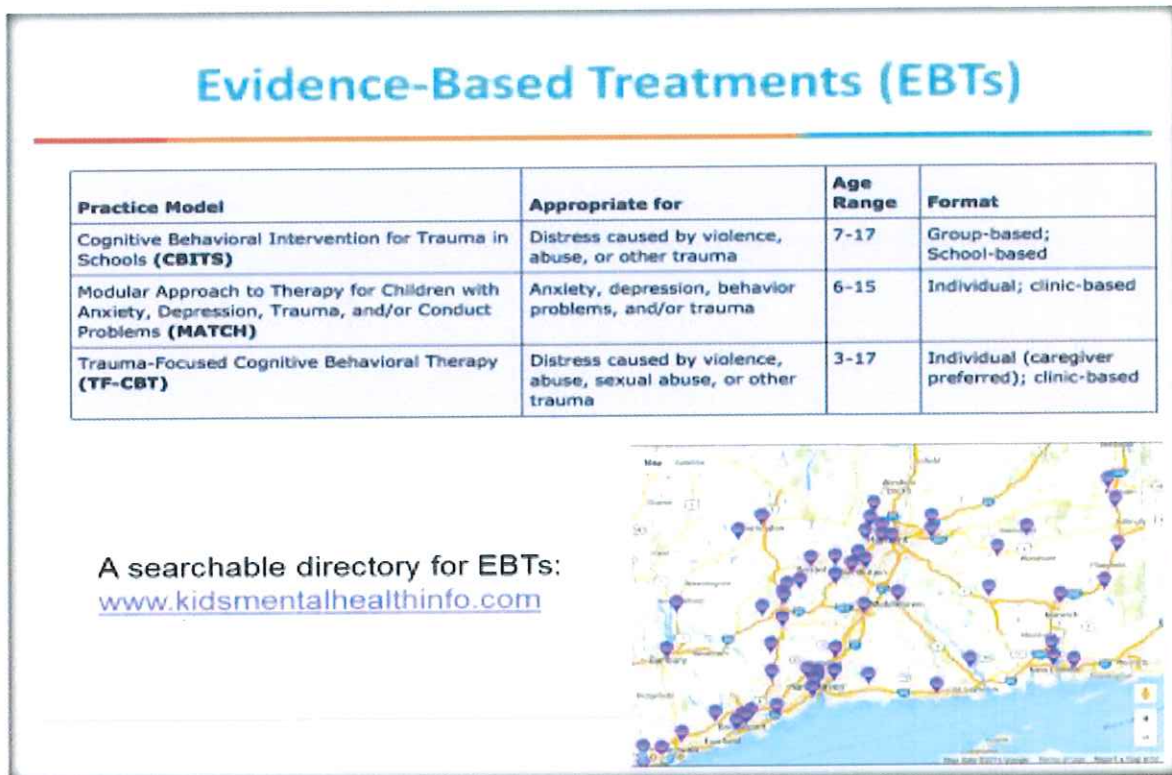 Evidence-Based Treatments (EBTs)
Practice Model
Appropriate for
Age
Range
Format
Cognitive Behavioral Intervention for Trauma in
Schools (CBITS)
Distress caused by violence,
abuse, or other trauma
7-17
Group-based;
School-based
Modular Approach to Therapy for Children with
Anxiety, Depression, Trauma, and/or Conduct
Problems (MATCH)
Anxiety, depression, behavior
problems, and/or trauma
6-15
Individual; clinic-based
Trauma-Focused Cognitive Behavioral Therapy
(TF-CBT)
Distress caused by violence,
abuse, sexual abuse, or other
trauma
3-17
Individual (caregiver
preferred); clinic-based
A searchable directory for EBTs:
www.kidsmentalhealthinfo.com
Map